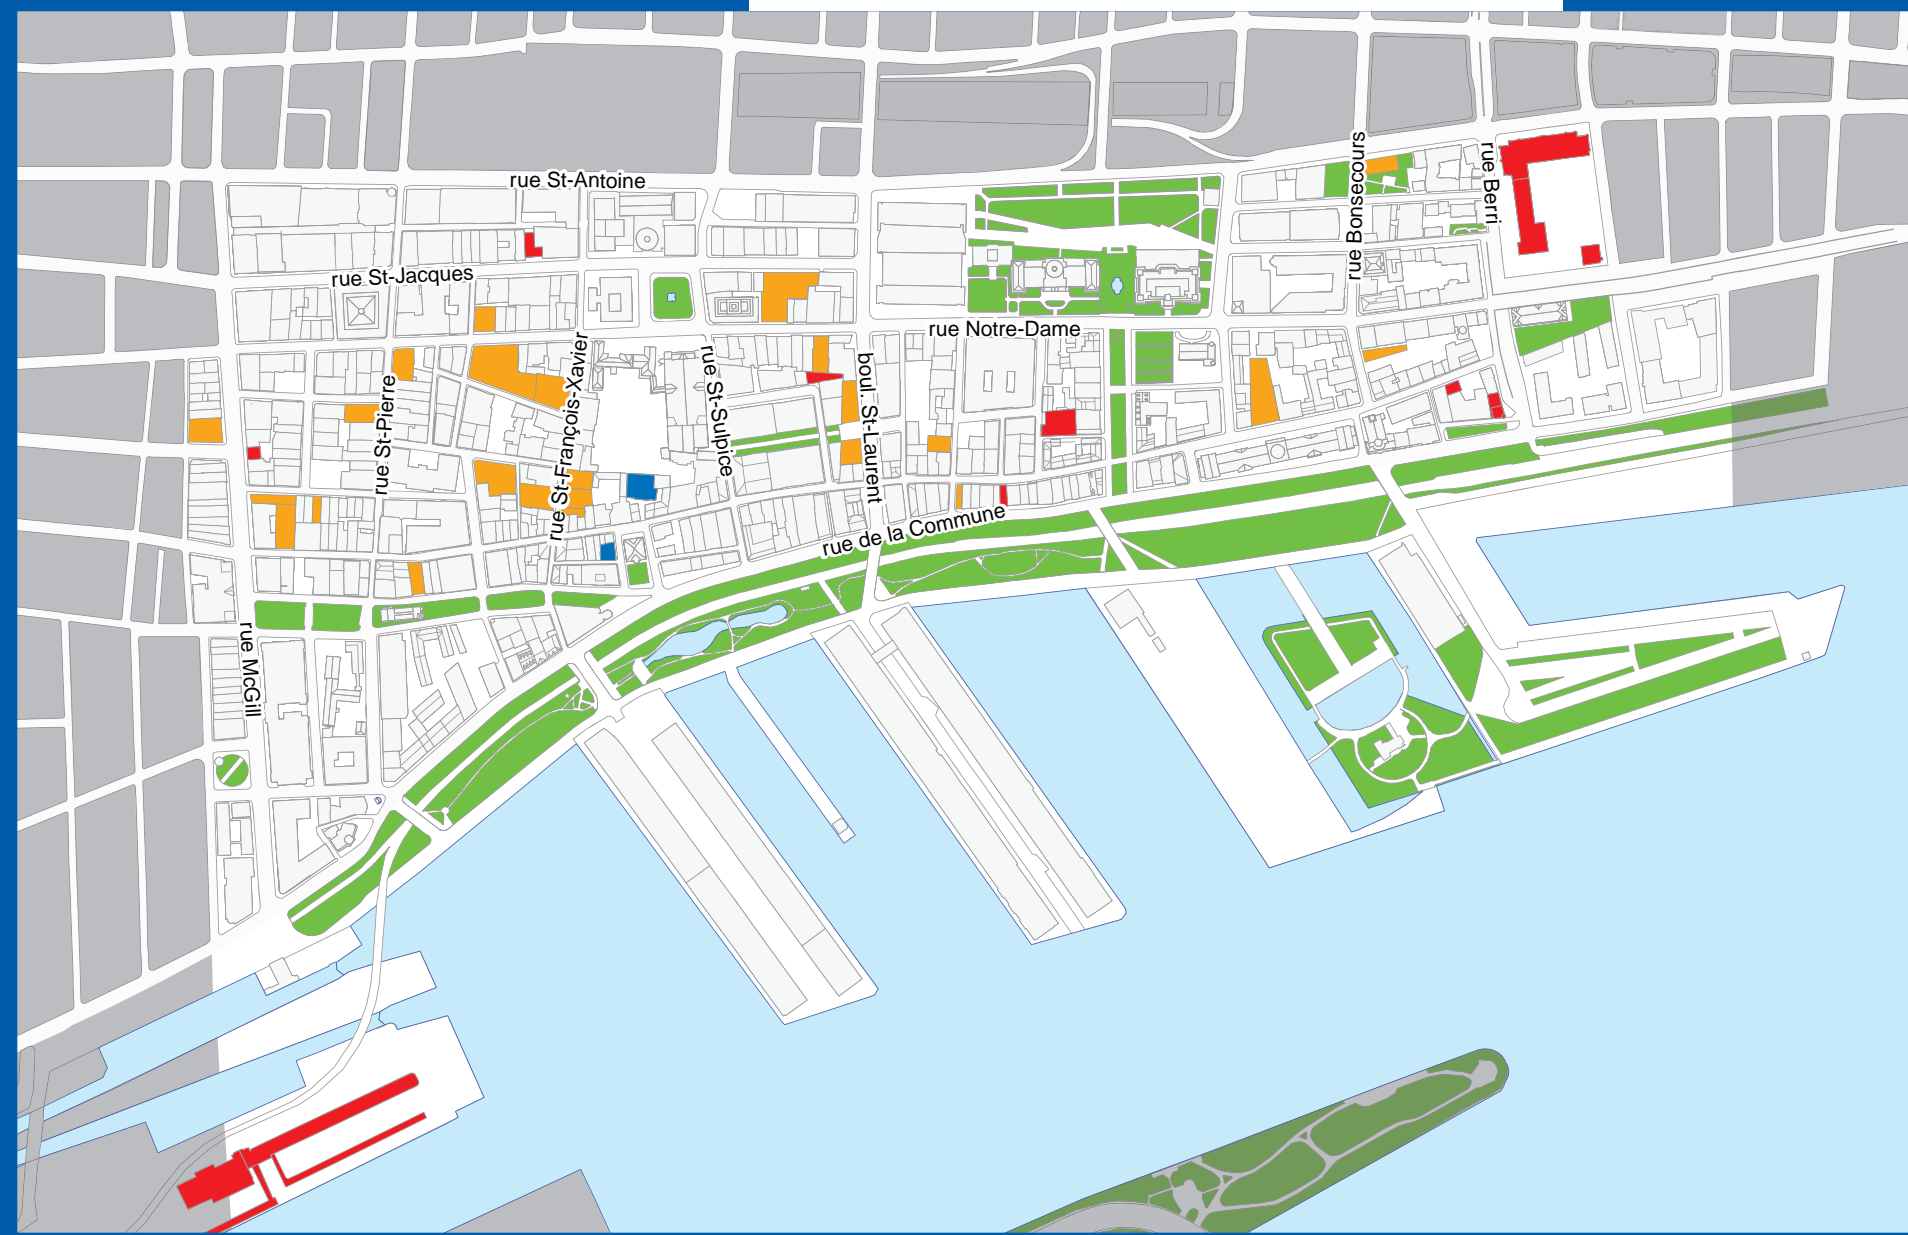 rue St-Antoine
rue St-Jacques
rue Notre-Dame
rue Bonsecours
rue Berri
rue St-Pierre
rue St-François-Xavier
rue St-Sulpice
boul. St-Laurent
rue de la Commune
rue McGill